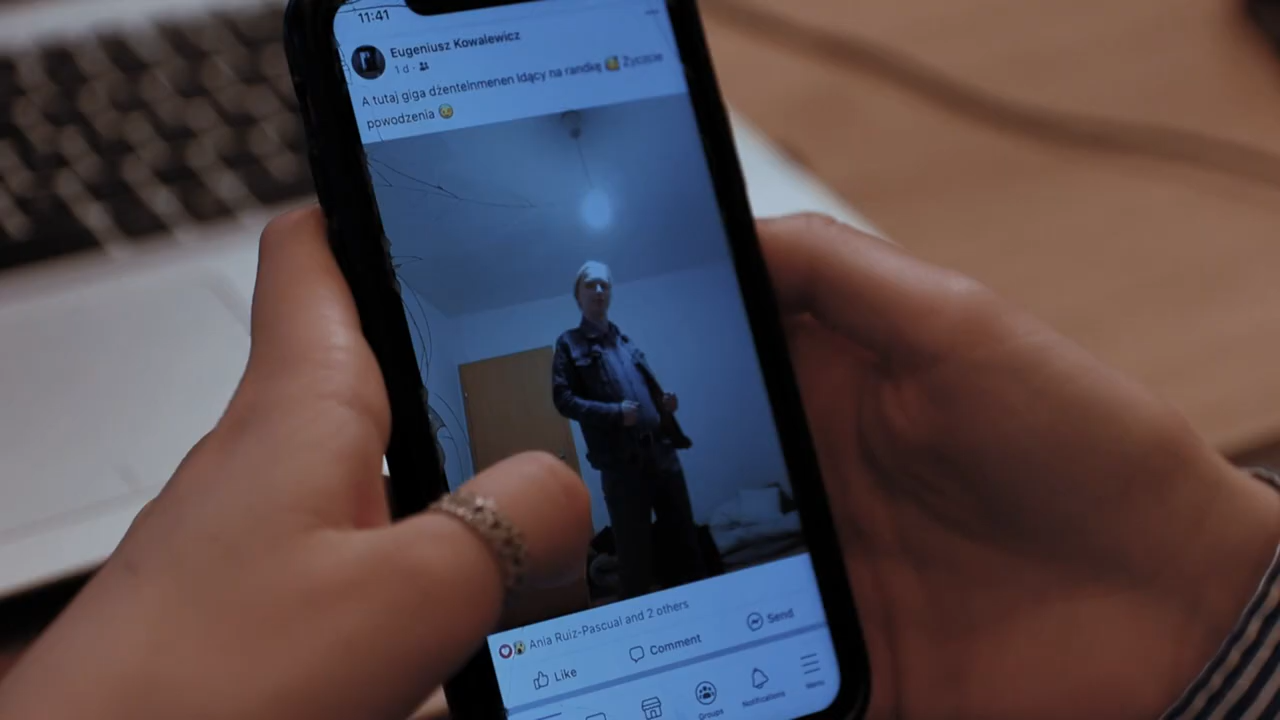 11:41
Eugeniusz Kowalewicz
1 d
A tutaj giga dżentelnmenen idący na randkę 🥰 Życzcie
powodzenia 😉
Ania Ruiz-Pascual and 2 others
Like Comment Send
Groups Notifications Menu